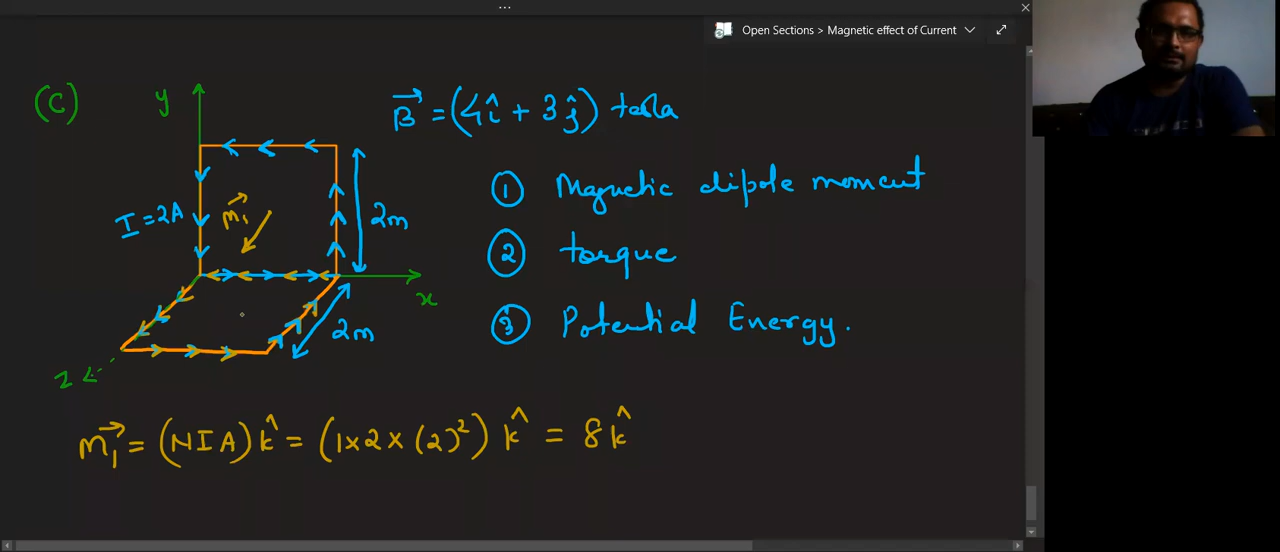 Open Sections > Magnetic effect of Current
(C)
y
B⃗ = (4î + 3ĵ) tesla
① Magnetic dipole moment
I = 2A
m₁⃗
2m
② torque
x
2m
③ Potential Energy.
z
m₁⃗ = (NIA) k̂ = (1×2×(2)²) k̂ = 8k̂